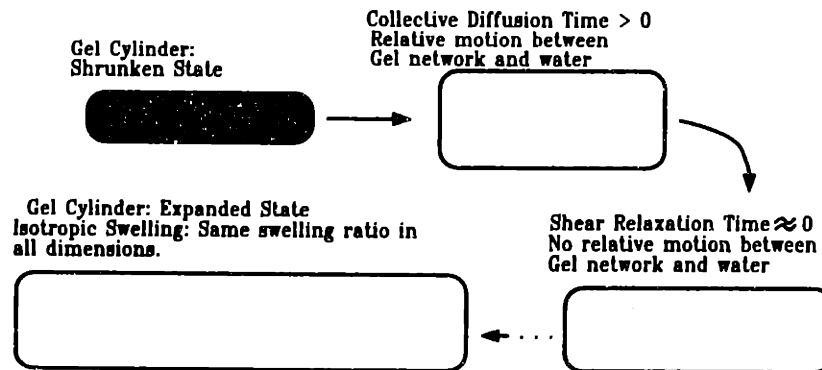 Gel Cylinder:
Shrunken State
Collective Diffusion Time > 0
Relative motion between
Gel network and water
Gel Cylinder: Expanded State
Isotropic Swelling: Same swelling ratio in
all dimensions.
Shear Relaxation Time ≈ 0
No relative motion between
Gel network and water